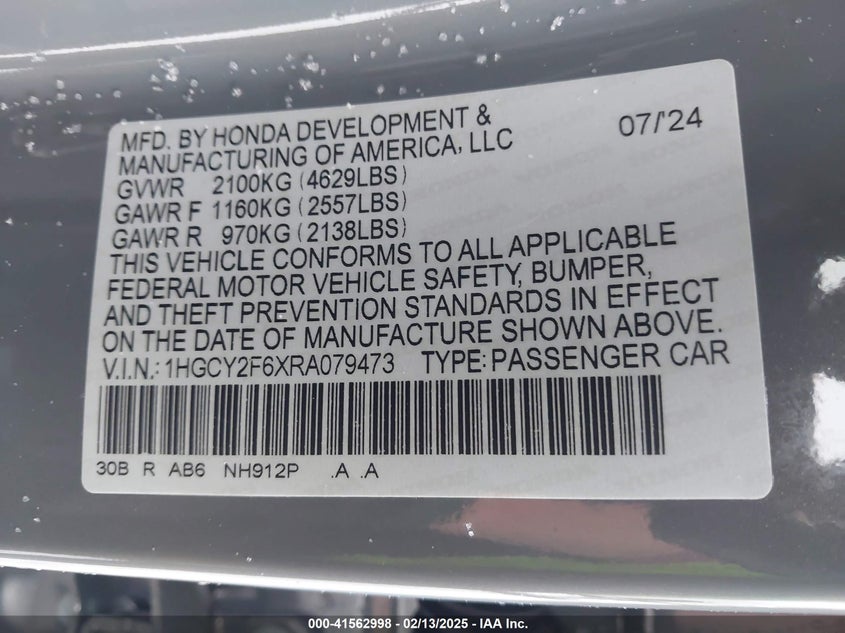 MFD. BY HONDA DEVELOPMENT &
MANUFACTURING OF AMERICA, LLC 07/'24
GVWR 2100KG (4629LBS)
GAWR F 1160KG (2557LBS)
GAWR R 970KG (2138LBS)
THIS VEHICLE CONFORMS TO ALL APPLICABLE
FEDERAL MOTOR VEHICLE SAFETY, BUMPER,
AND THEFT PREVENTION STANDARDS IN EFFECT
ON THE DATE OF MANUFACTURE SHOWN ABOVE.
V.I.N.: 1HGCY2F6XRA079473 TYPE: PASSENGER CAR
30B R AB6 NH912P .A .A
000-41562998 - 02/13/2025 - IAA Inc.